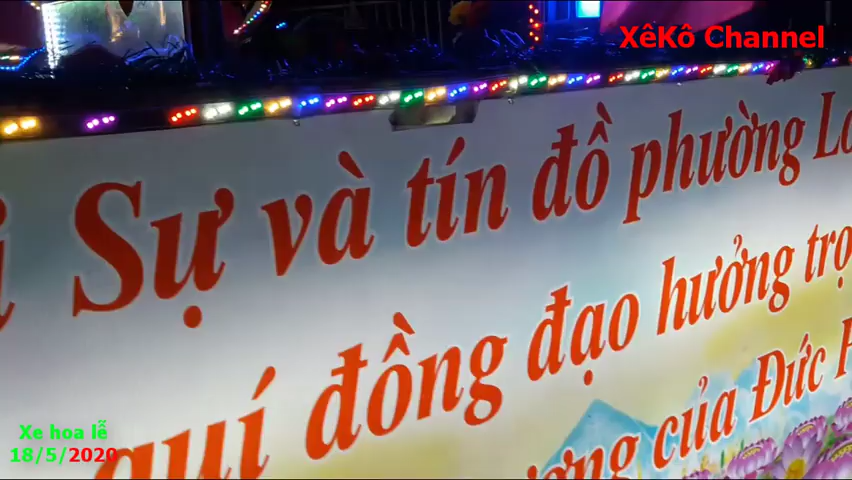 XêKô Channel
Sự và tín đồ phường
quí đồng đạo hưởng
của Đức
Xe hoa lễ
18/5/2020